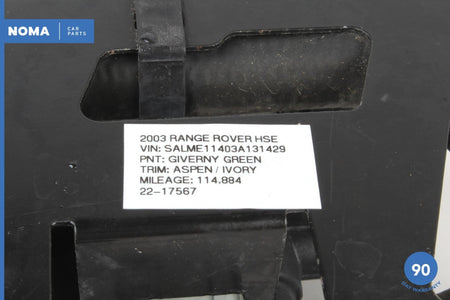 NOMA CAR PARTS
2003 RANGE ROVER HSE
VIN: SALME11403A131429
PNT: GIVERNY GREEN
TRIM: ASPEN / IVORY
MILEAGE: 114.884
22-17567
90
DAY WARRANTY